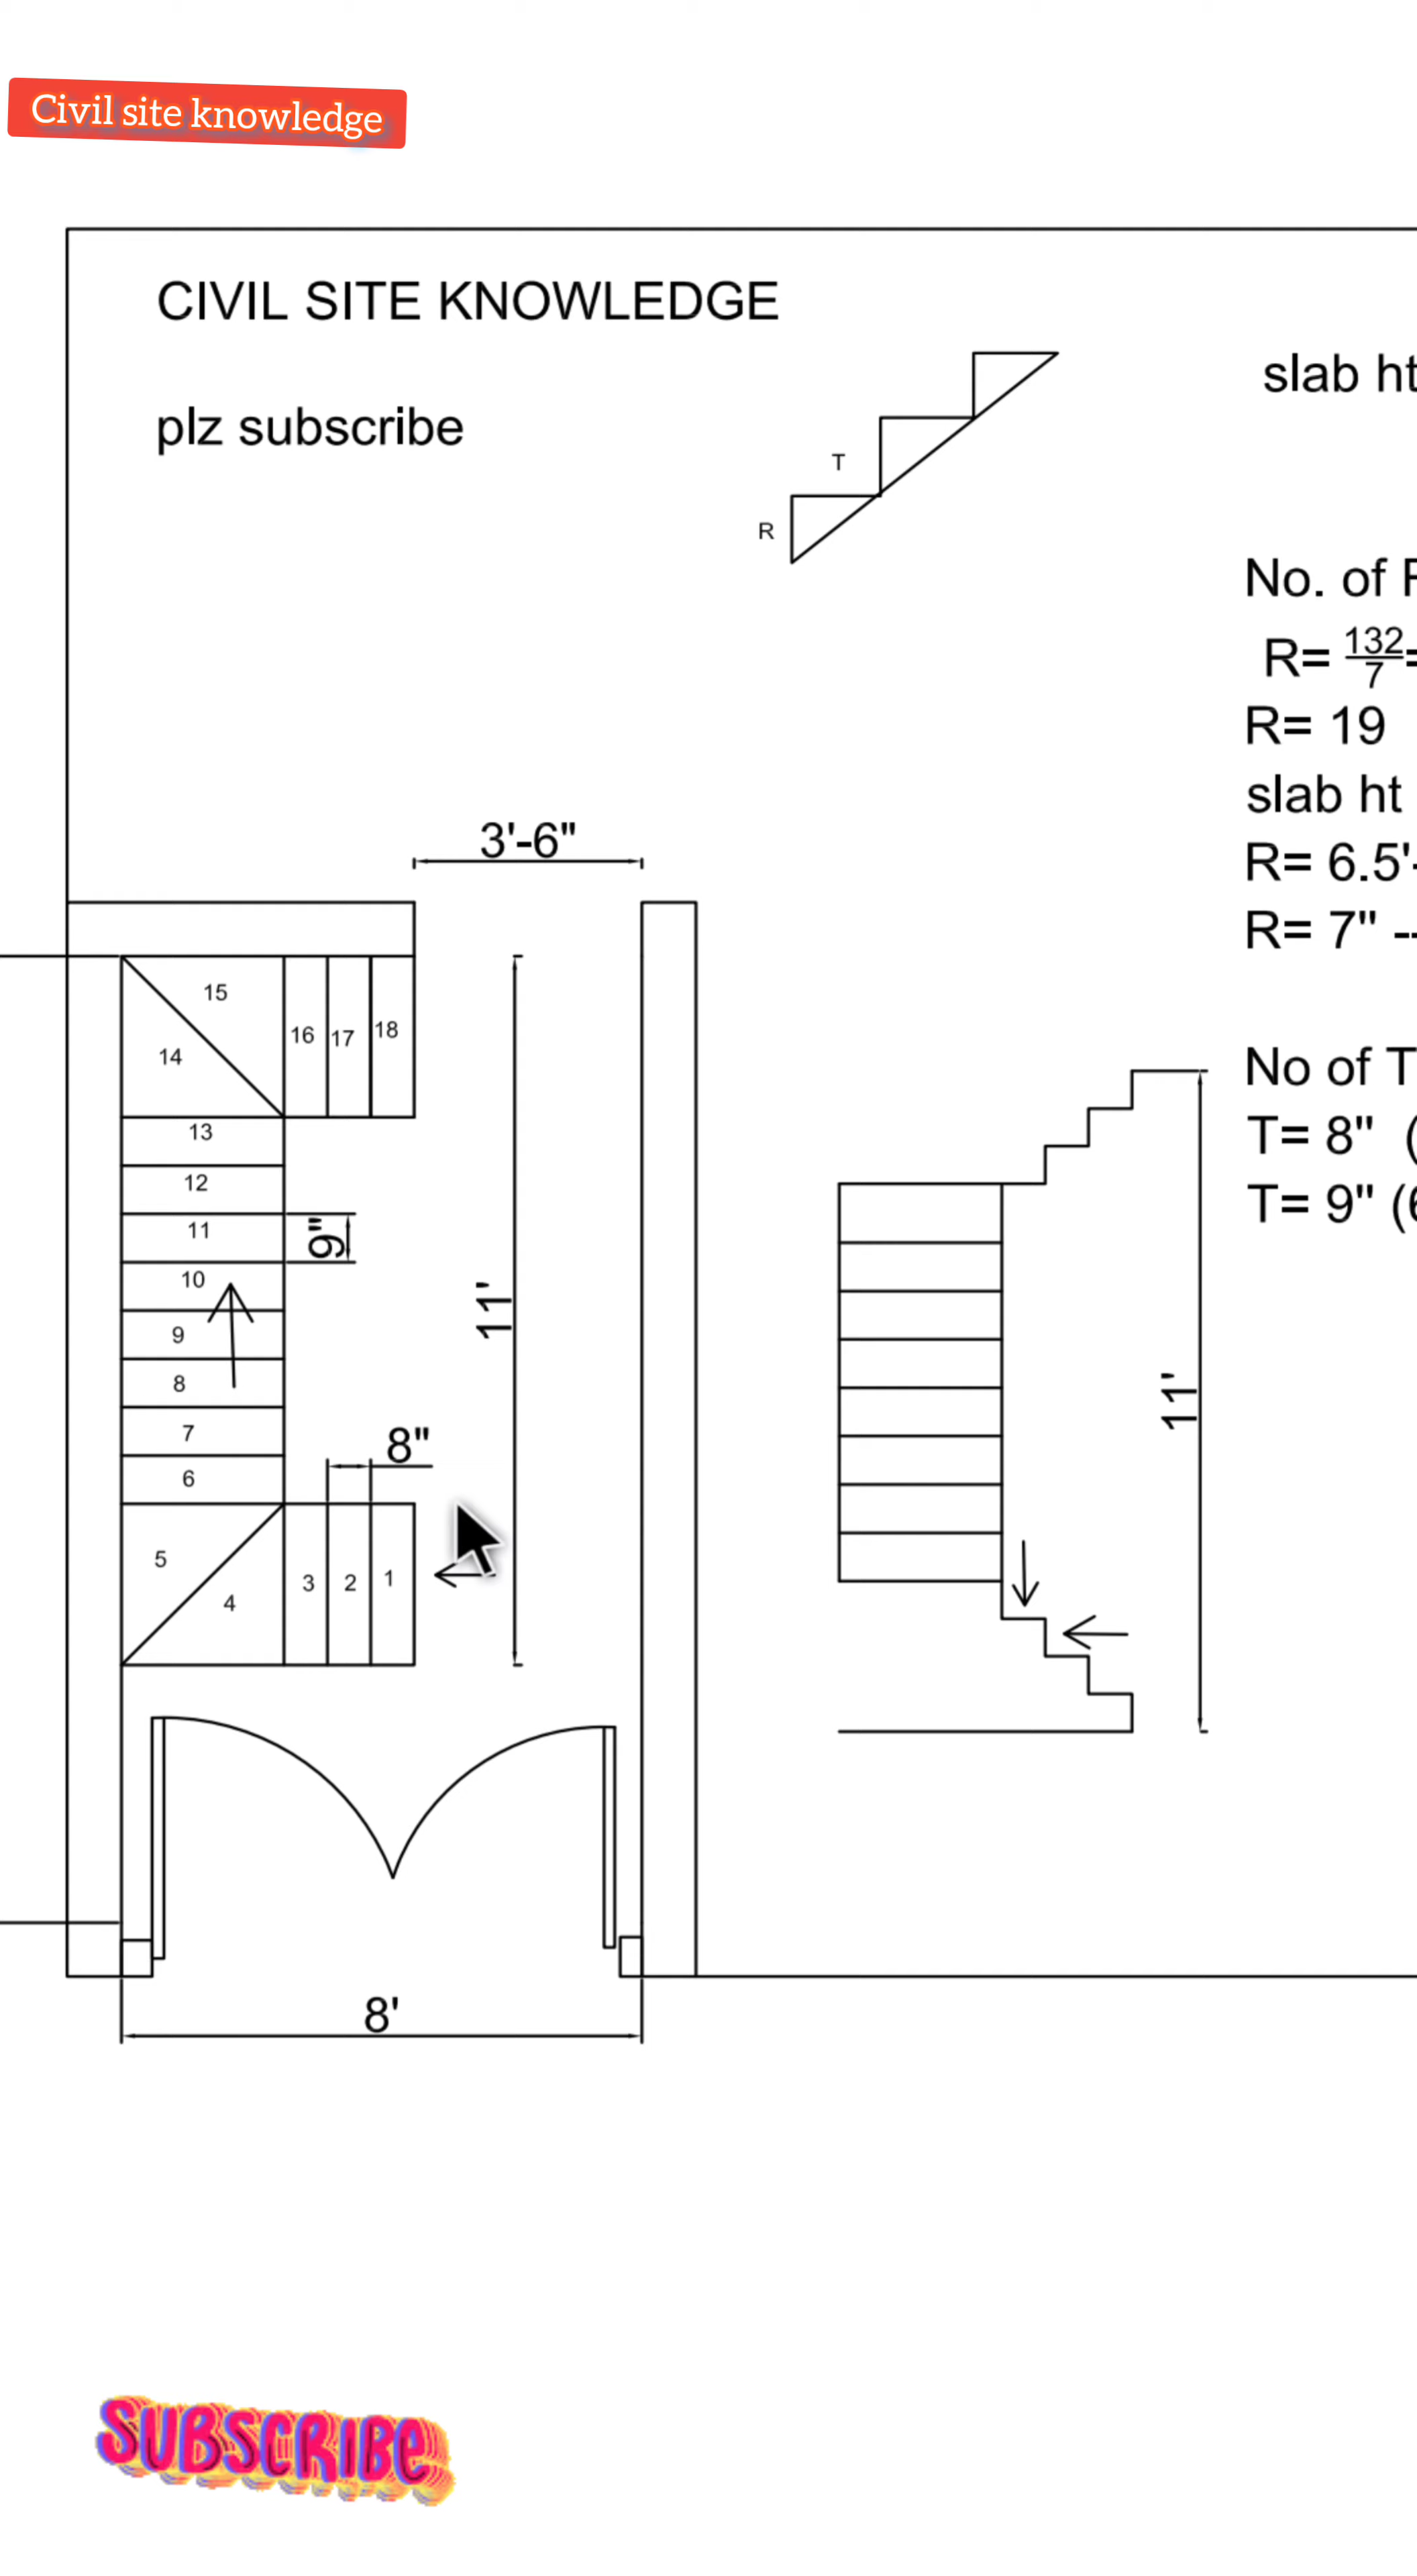 Civil site knowledge
CIVIL SITE KNOWLEDGE
plz subscribe
T
R
slab ht
No. of
R= 132/7=
R= 19
slab ht
R= 6.5'-
R= 7" --
No of T
T= 8" (
T= 9" (6
3'-6"
15
14
16
17
18
13
12
11
10
9
8
7
6
5
4
3
2
1
9"
8"
11'
11'
8'
SUBSCRIBE